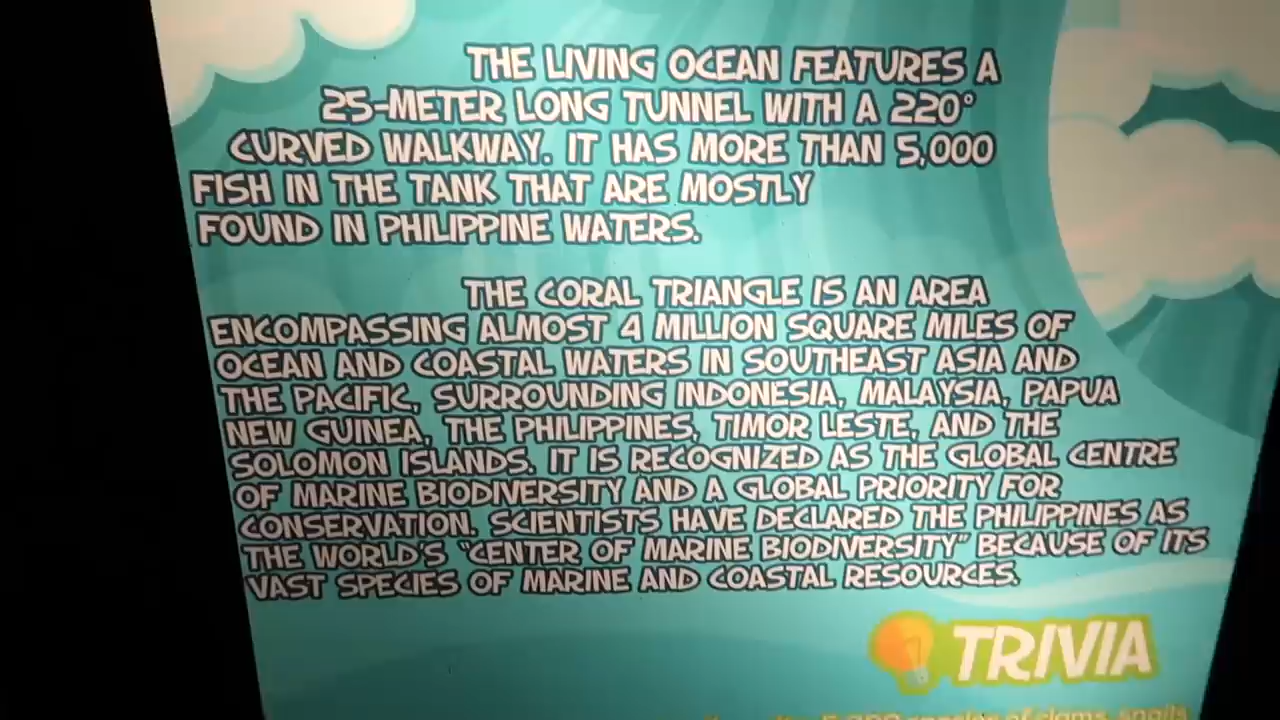 THE LIVING OCEAN FEATURES A
25-METER LONG TUNNEL WITH A 220°
CURVED WALKWAY. IT HAS MORE THAN 5,000
FISH IN THE TANK THAT ARE MOSTLY
FOUND IN PHILIPPINE WATERS.
THE CORAL TRIANGLE IS AN AREA
ENCOMPASSING ALMOST 4 MILLION SQUARE MILES OF
OCEAN AND COASTAL WATERS IN SOUTHEAST ASIA AND
THE PACIFIC, SURROUNDING INDONESIA, MALAYSIA, PAPUA
NEW GUINEA, THE PHILIPPINES, TIMOR LESTE, AND THE
SOLOMON ISLANDS. IT IS RECOGNIZED AS THE GLOBAL CENTRE
OF MARINE BIODIVERSITY AND A GLOBAL PRIORITY FOR
CONSERVATION. SCIENTISTS HAVE DECLARED THE PHILIPPINES AS
THE WORLD'S "CENTER OF MARINE BIODIVERSITY" BECAUSE OF ITS
VAST SPECIES OF MARINE AND COASTAL RESOURCES.
TRIVIA
species of clams, snails